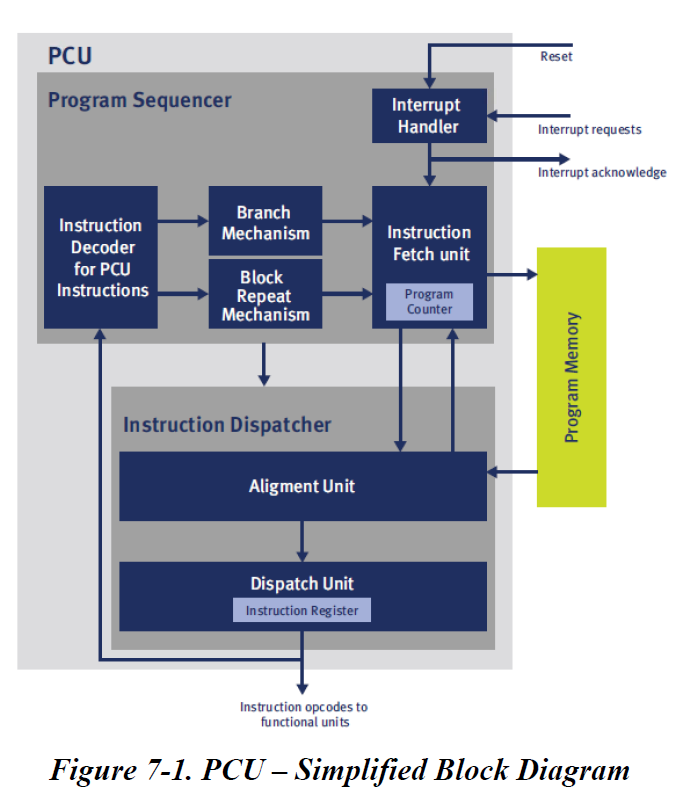 PCU
Program Sequencer
Reset
Interrupt
Handler
Interrupt requests
Interrupt acknowledge
Instruction
Decoder
for PCU
Instructions
Branch
Mechanism
Block
Repeat
Mechanism
Instruction
Fetch unit
Program
Counter
Program Memory
Instruction Dispatcher
Aligment Unit
Dispatch Unit
Instruction Register
Instruction opcodes to
functional units
Figure 7-1. PCU – Simplified Block Diagram